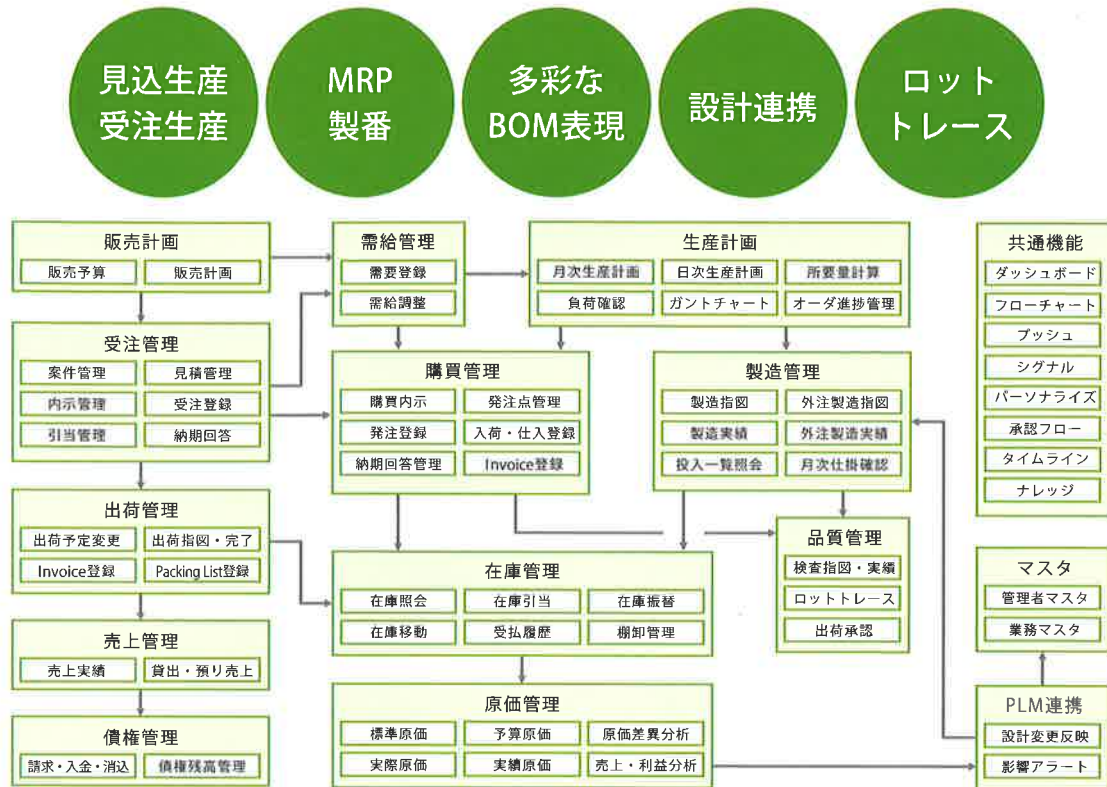 見込生産
受注生産
MRP
製番
多彩な
BOM表現
設計連携
ロット
トレース
販売計画
販売予算
販売計画
受注管理
案件管理
見積管理
内示管理
受注登録
引当管理
納期回答
出荷管理
出荷予定変更
出荷指図・完了
Invoice登録
Packing List登録
売上管理
売上実績
貸出・預り売上
債権管理
請求・入金・消込
債権残高管理
需給管理
需要登録
需給調整
生産計画
月次生産計画
日次生産計画
所要量計算
負荷確認
ガントチャート
オーダ進捗管理
購買管理
購買内示
発注点管理
発注登録
入荷・仕入登録
納期回答管理
Invoice登録
製造管理
製造指図
外注製造指図
製造実績
外注製造実績
投入一覧照会
月次仕掛確認
品質管理
検査指図・実績
ロットトレース
出荷承認
在庫管理
在庫照会
在庫引当
在庫振替
在庫移動
受払履歴
棚卸管理
原価管理
標準原価
予算原価
原価差異分析
実際原価
実績原価
売上・利益分析
共通機能
ダッシュボード
フローチャート
プッシュ
シグナル
パーソナライズ
承認フロー
タイムライン
ナレッジ
マスタ
管理者マスタ
業務マスタ
PLM連携
設計変更反映
影響アラート